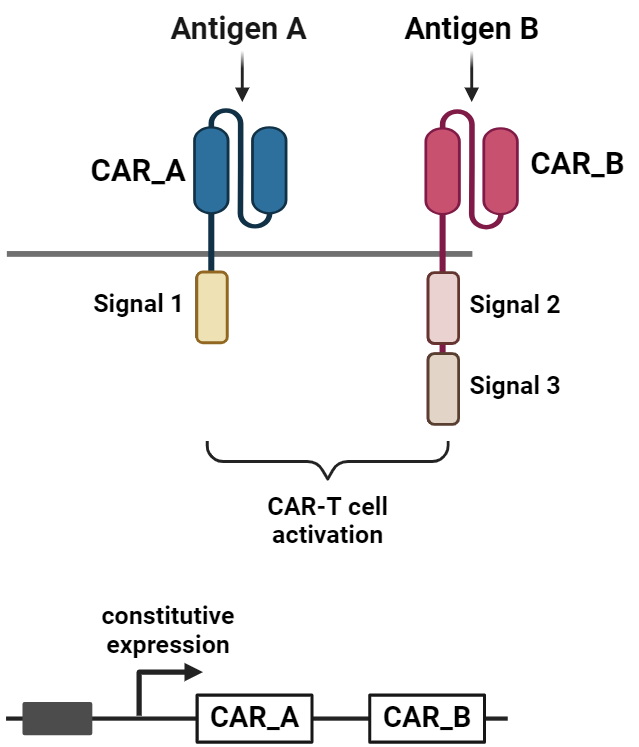 Antigen A
Antigen B
CAR_A
CAR_B
Signal 1
Signal 2
Signal 3
CAR-T cell
activation
constitutive
expression
CAR_A
CAR_B